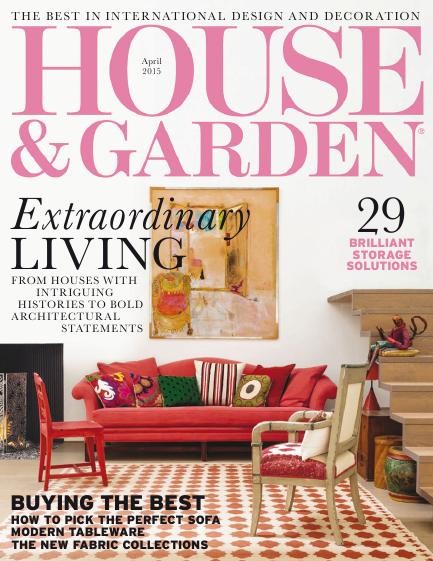 THE BEST IN INTERNATIONAL DESIGN AND DECORATION
HOUSE
April
2015
& GARDEN®
Extraordinary
LIVING
FROM HOUSES WITH
INTRIGUING
HISTORIES TO BOLD
ARCHITECTURAL
STATEMENTS
29
BRILLIANT
STORAGE
SOLUTIONS
BUYING THE BEST
HOW TO PICK THE PERFECT SOFA
MODERN TABLEWARE
THE NEW FABRIC COLLECTIONS